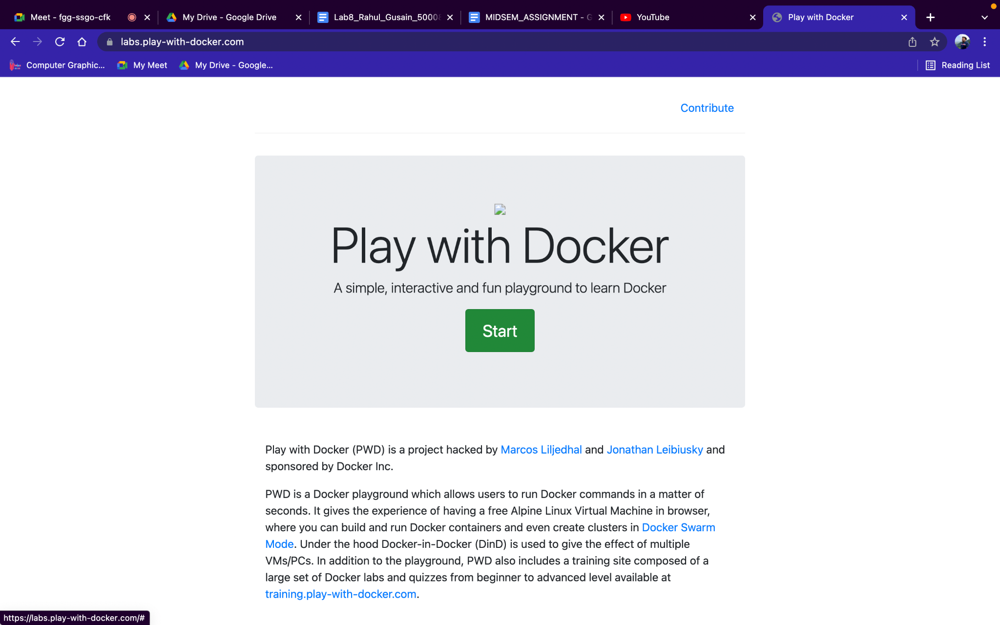 Meet - fgg-ssgo-cfk
My Drive - Google Drive
Lab8_Rahul_Gusain_5000
MIDSEM_ASSIGNMENT - G
YouTube
Play with Docker
labs.play-with-docker.com
Computer Graphic...
My Meet
My Drive - Google...
Reading List
Contribute
Play with Docker
A simple, interactive and fun playground to learn Docker
Start
Play with Docker (PWD) is a project hacked by Marcos Liljedhal and Jonathan Leibiusky and
sponsored by Docker Inc.
PWD is a Docker playground which allows users to run Docker commands in a matter of
seconds. It gives the experience of having a free Alpine Linux Virtual Machine in browser,
where you can build and run Docker containers and even create clusters in Docker Swarm
Mode. Under the hood Docker-in-Docker (DinD) is used to give the effect of multiple
VMs/PCs. In addition to the playground, PWD also includes a training site composed of a
large set of Docker labs and quizzes from beginner to advanced level available at
training.play-with-docker.com.
https://labs.play-with-docker.com/#